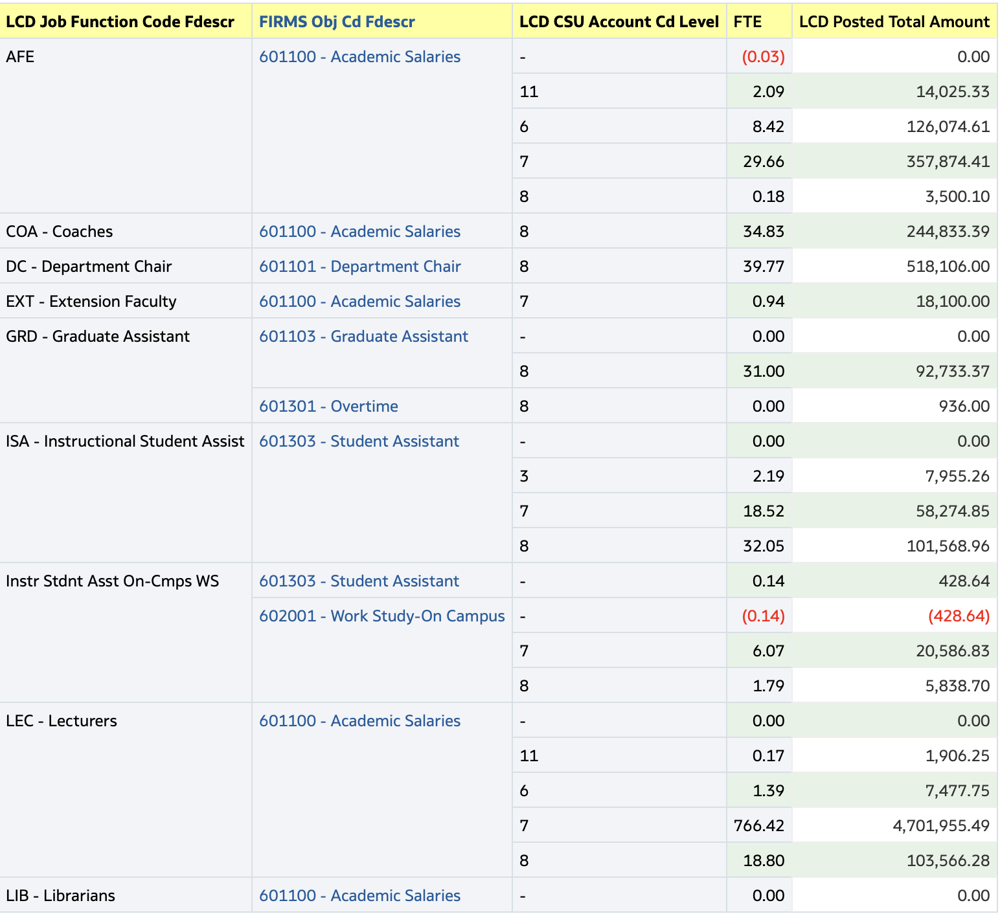 LCD Job Function Code Fdescr FIRMS Obj Cd Fdescr LCD CSU Account Cd Level FTE LCD Posted Total Amount
AFE 601100 - Academic Salaries - (0.03) 0.00
11 2.09 14,025.33
6 8.42 126,074.61
7 29.66 357,874.41
8 0.18 3,500.10
COA - Coaches 601100 - Academic Salaries 8 34.83 244,833.39
DC - Department Chair 601101 - Department Chair 8 39.77 518,106.00
EXT - Extension Faculty 601100 - Academic Salaries 7 0.94 18,100.00
GRD - Graduate Assistant 601103 - Graduate Assistant - 0.00 0.00
8 31.00 92,733.37
601301 - Overtime 8 0.00 936.00
ISA - Instructional Student Assist 601303 - Student Assistant - 0.00 0.00
3 2.19 7,955.26
7 18.52 58,274.85
8 32.05 101,568.96
Instr Stdnt Asst On-Cmps WS 601303 - Student Assistant - 0.14 428.64
602001 - Work Study-On Campus - (0.14) (428.64)
7 6.07 20,586.83
8 1.79 5,838.70
LEC - Lecturers 601100 - Academic Salaries - 0.00 0.00
11 0.17 1,906.25
6 1.39 7,477.75
7 766.42 4,701,955.49
8 18.80 103,566.28
LIB - Librarians 601100 - Academic Salaries - 0.00 0.00